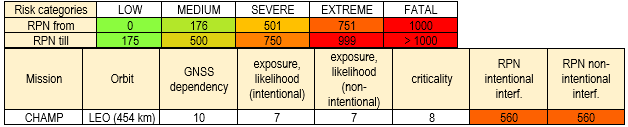 Risk categories LOW MEDIUM SEVERE EXTREME FATAL
RPN from 0 176 501 751 1000
RPN till 175 500 750 999 > 1000
Mission Orbit GNSS dependency exposure, likelihood (intentional) exposure, likelihood (non-intentional) criticality RPN intentional interf. RPN non-intentional interf.
CHAMP LEO (454 km) 10 7 7 8 560 560